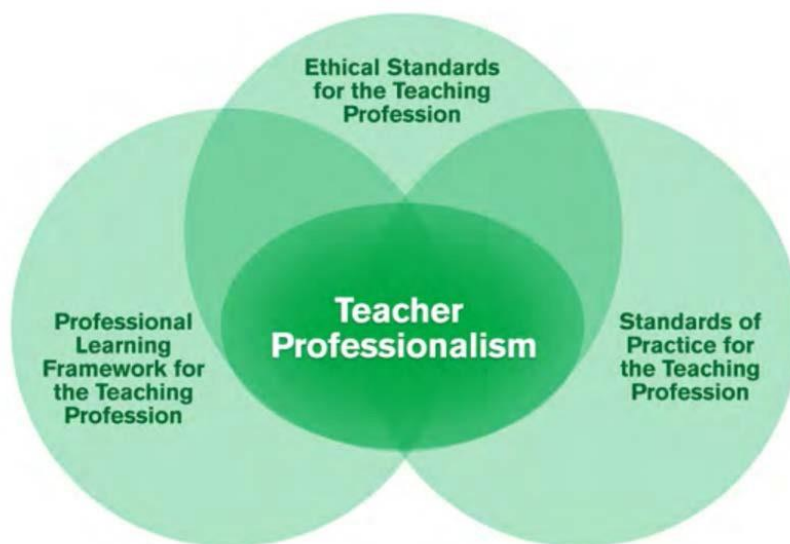 Ethical Standards
for the Teaching
Profession
Teacher
Professionalism
Professional
Learning
Framework for
the Teaching
Profession
Standards of
Practice for
the Teaching
Profession